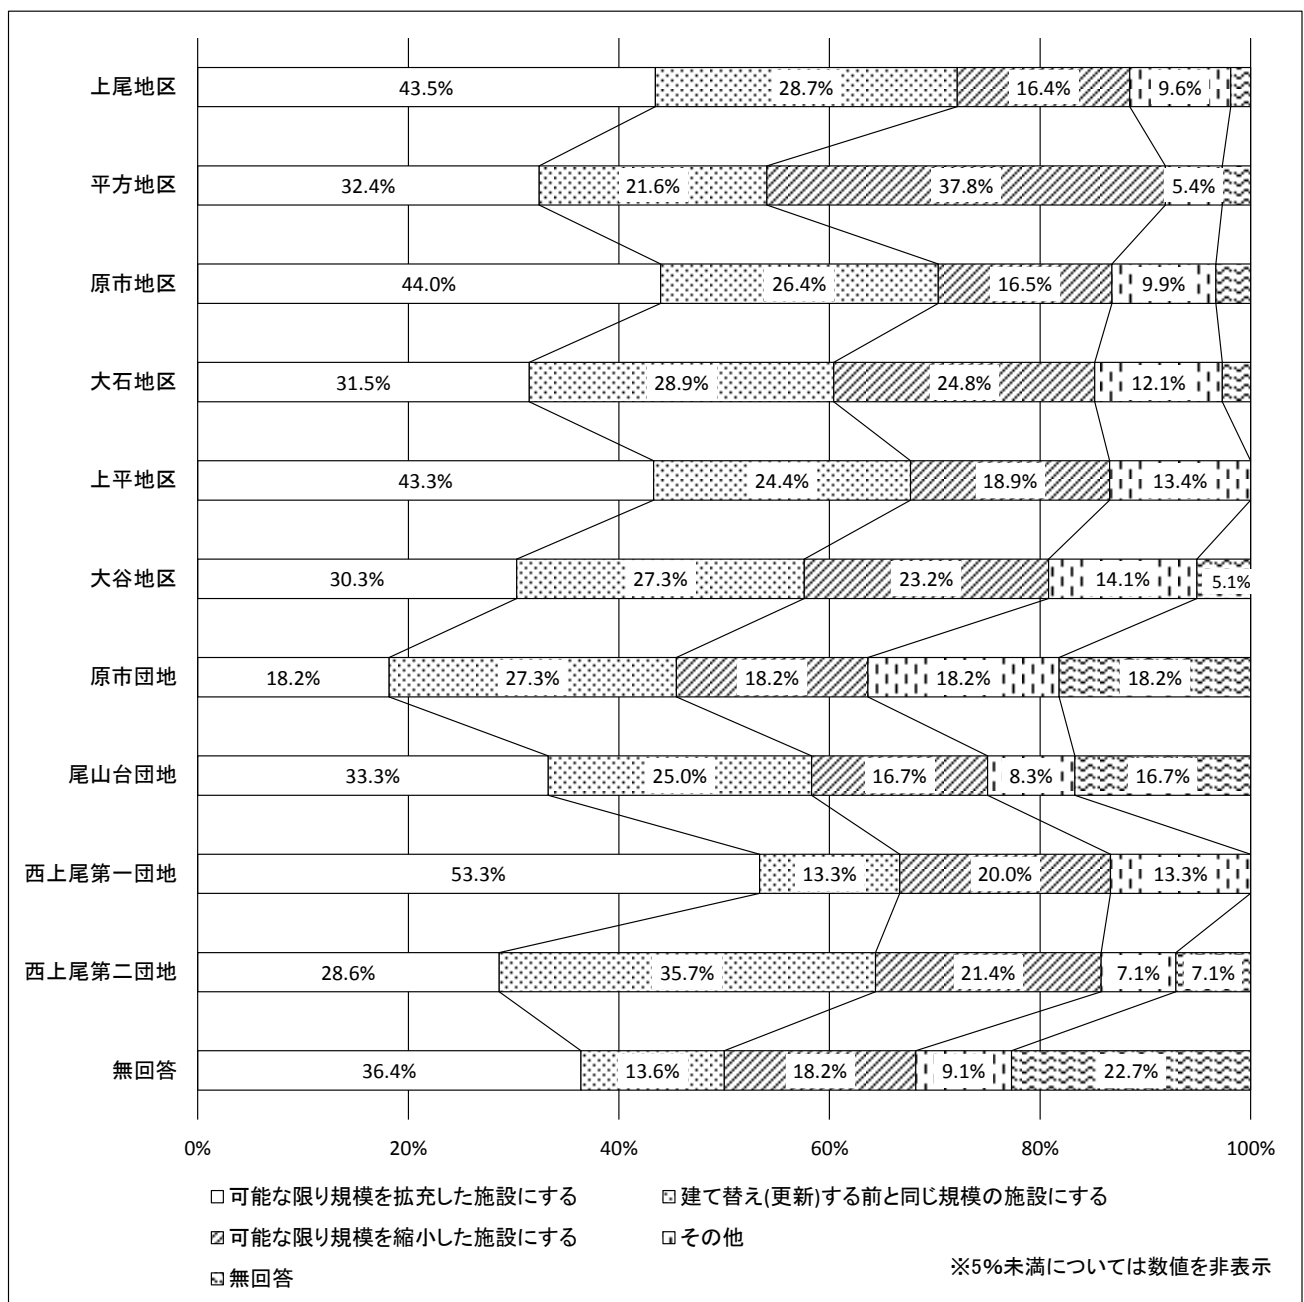 上尾地区 43.5% 28.7% 16.4% 9.6%
平方地区 32.4% 21.6% 37.8% 5.4%
原市地区 44.0% 26.4% 16.5% 9.9%
大石地区 31.5% 28.9% 24.8% 12.1%
上平地区 43.3% 24.4% 18.9% 13.4%
大谷地区 30.3% 27.3% 23.2% 14.1% 5.1%
原市団地 18.2% 27.3% 18.2% 18.2% 18.2%
尾山台団地 33.3% 25.0% 16.7% 8.3% 16.7%
西上尾第一団地 53.3% 13.3% 20.0% 13.3%
西上尾第二団地 28.6% 35.7% 21.4% 7.1% 7.1%
無回答 36.4% 13.6% 18.2% 9.1% 22.7%
0% 20% 40% 60% 80% 100%
可能な限り規模を拡充した施設にする 建て替え(更新)する前と同じ規模の施設にする
可能な限り規模を縮小した施設にする その他
無回答
※5%未満については数値を非表示